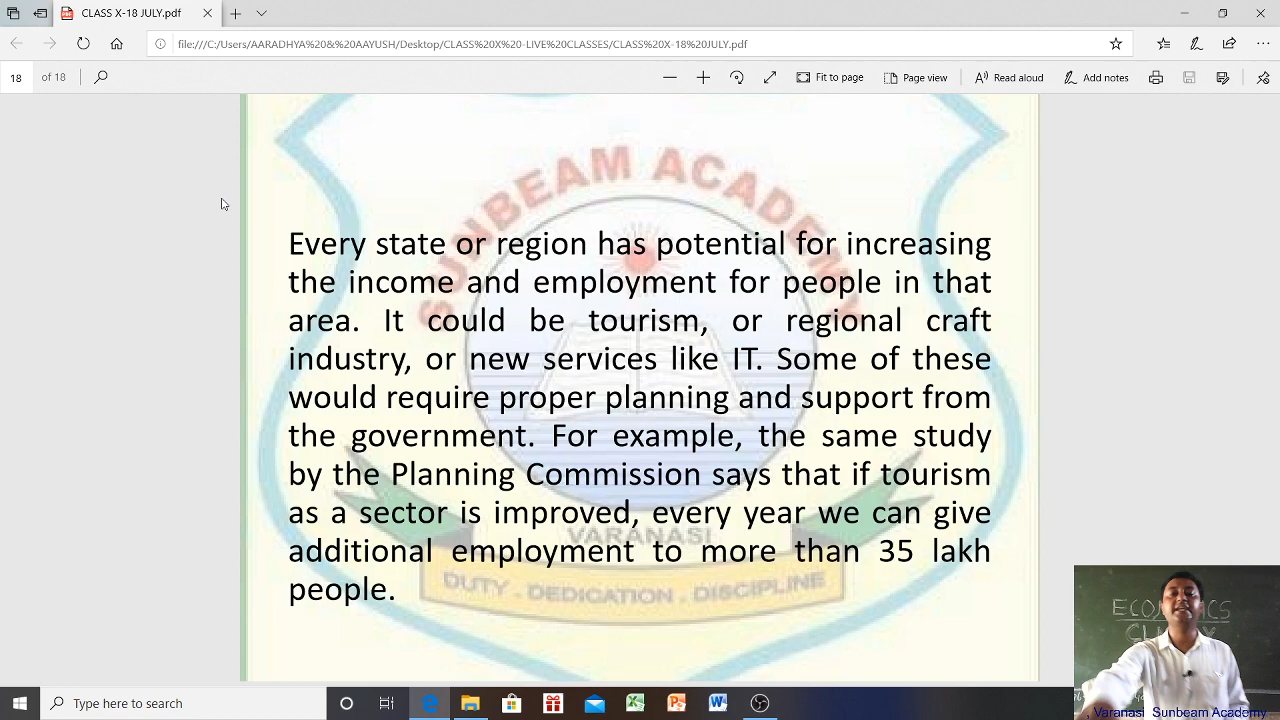 CLASS X-18 JULY.pdf
file:///C:/Users/AARADHYA%20&%20AAYUSH/Desktop/CLASS%20X%20-LIVE%20CLASSES/CLASS%20X-18%20JULY.pdf
18 of 18 Fit to page Page view Read aloud Add notes
SUNBEAM ACADEMY
Every state or region has potential for increasing
the income and employment for people in that
area. It could be tourism, or regional craft
industry, or new services like IT. Some of these
would require proper planning and support from
the government. For example, the same study
by the Planning Commission says that if tourism
as a sector is improved, every year we can give
additional employment to more than 35 lakh
people.
VARANASI
DUTY . DEDICATION . DISCIPLINE
ECONOMICS
, Varanasi Sunbeam Academy
Type here to search